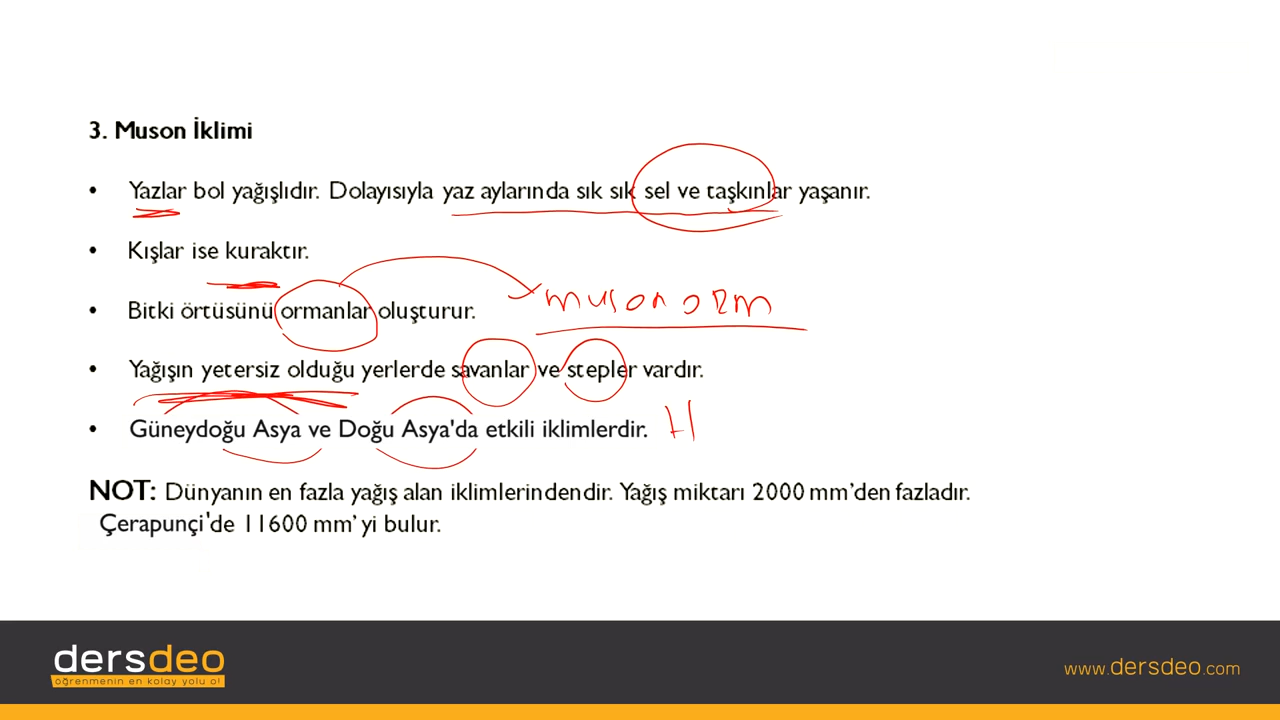 3. Muson İklimi
• Yazlar bol yağışlıdır. Dolayısıyla yaz aylarında sık sık sel ve taşkınlar yaşanır.
• Kışlar ise kuraktır.
• Bitki örtüsünü ormanlar oluşturur.
muson orm
• Yağışın yetersiz olduğu yerlerde savanlar ve stepler vardır.
• Güneydoğu Asya ve Doğu Asya'da etkili iklimlerdir. H
NOT: Dünyanın en fazla yağış alan iklimlerindendir. Yağış miktarı 2000 mm’den fazladır.
Çerapunçi'de 11600 mm’yi bulur.
dersdeo
öğrenmenin en kolay yolu o!
www.dersdeo.com